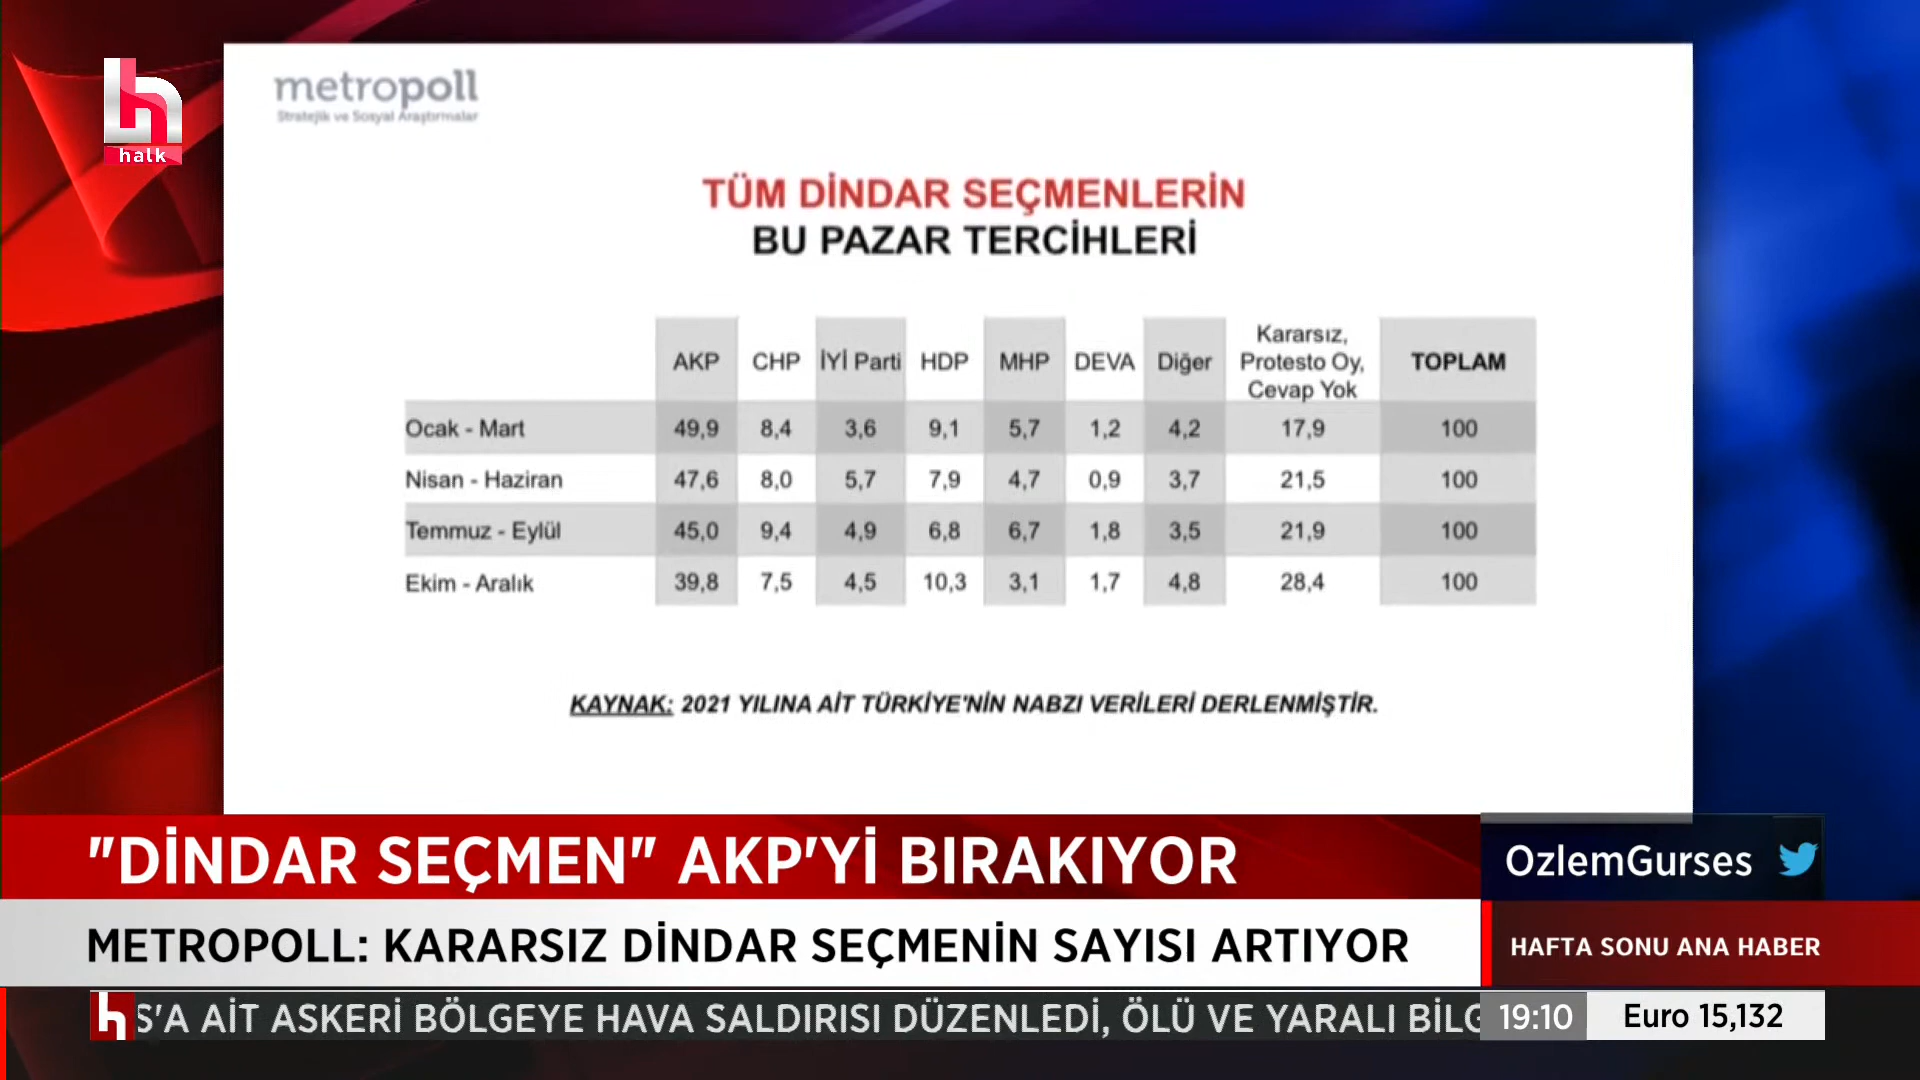 h
halk
metropoll
Stratejik ve Sosyal Araştırmalar
TÜM DİNDAR SEÇMENLERİN
BU PAZAR TERCİHLERİ
AKP CHP İYİ Parti HDP MHP DEVA Diğer Kararsız, Protesto Oy, Cevap Yok TOPLAM
Ocak - Mart 49,9 8,4 3,6 9,1 5,7 1,2 4,2 17,9 100
Nisan - Haziran 47,6 8,0 5,7 7,9 4,7 0,9 3,7 21,5 100
Temmuz - Eylül 45,0 9,4 4,9 6,8 6,7 1,8 3,5 21,9 100
Ekim - Aralık 39,8 7,5 4,5 10,3 3,1 1,7 4,8 28,4 100
KAYNAK: 2021 YILINA AİT TÜRKİYE'NİN NABZI VERİLERİ DERLENMİŞTİR.
"DİNDAR SEÇMEN" AKP'Yİ BIRAKIYOR
OzlemGurses
METROPOLL: KARARSIZ DİNDAR SEÇMENİN SAYISI ARTIYOR
HAFTA SONU ANA HABER
h S'A AİT ASKERİ BÖLGEYE HAVA SALDIRISI DÜZENLEDİ, ÖLÜ VE YARALI BİLG 19:10 Euro 15,132